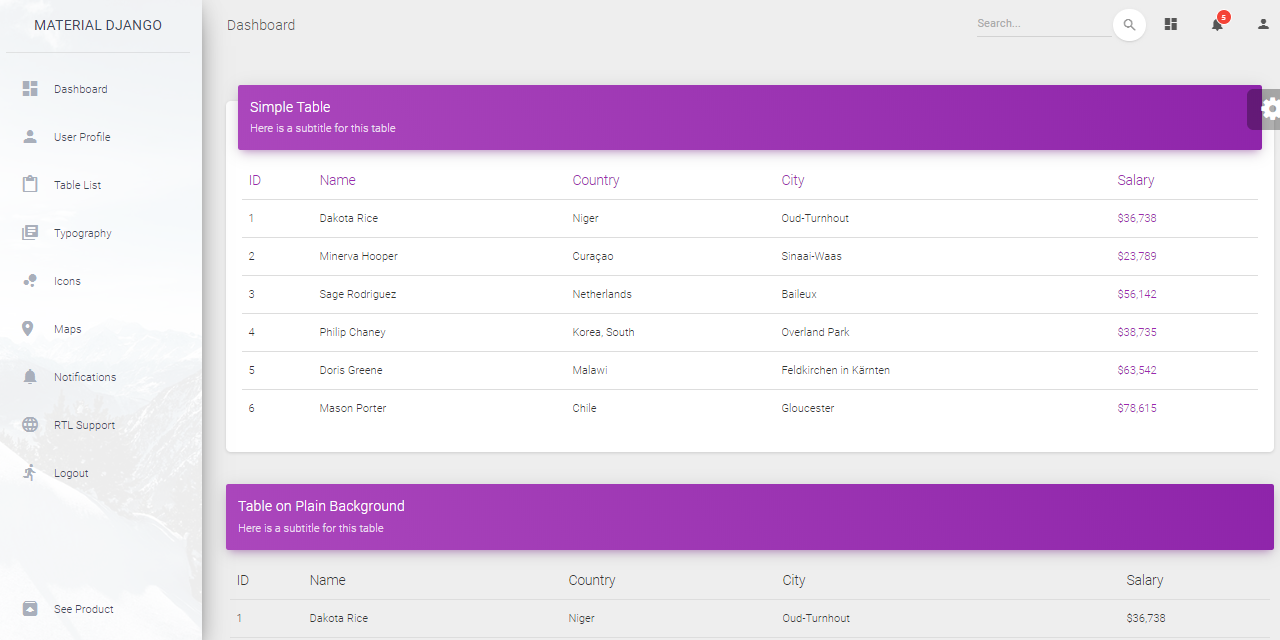 MATERIAL DJANGO
Dashboard
User Profile
Table List
Typography
Icons
Maps
Notifications
RTL Support
Logout
See Product
Dashboard
Search...
5
Simple Table
Here is a subtitle for this table
ID Name Country City Salary
1 Dakota Rice Niger Oud-Turnhout $36,738
2 Minerva Hooper Curaçao Sinaai-Waas $23,789
3 Sage Rodriguez Netherlands Baileux $56,142
4 Philip Chaney Korea, South Overland Park $38,735
5 Doris Greene Malawi Feldkirchen in Kärnten $63,542
6 Mason Porter Chile Gloucester $78,615
Table on Plain Background
Here is a subtitle for this table
ID Name Country City Salary
1 Dakota Rice Niger Oud-Turnhout $36,738